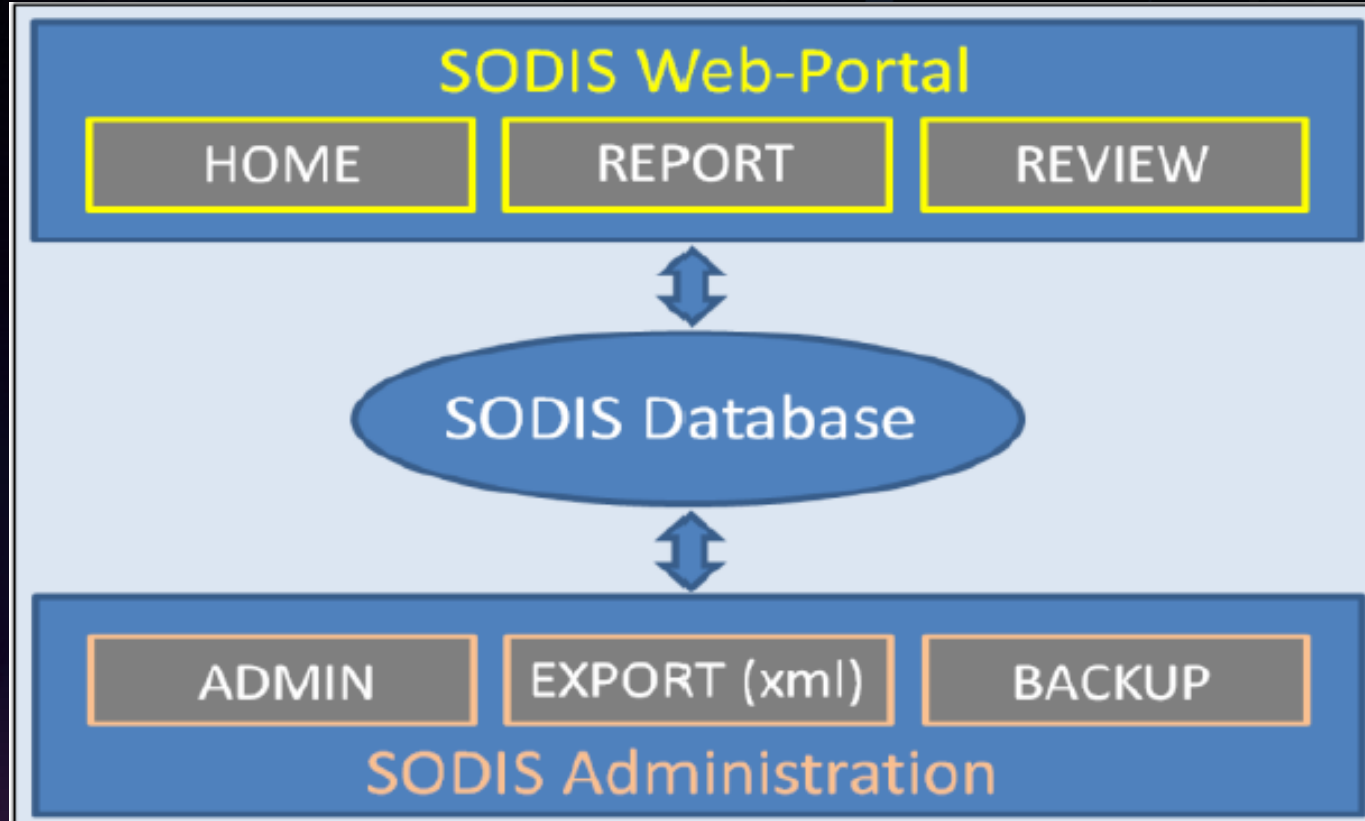 SODIS Web-Portal
HOME REPORT REVIEW
SODIS Database
ADMIN EXPORT (xml) BACKUP
SODIS Administration